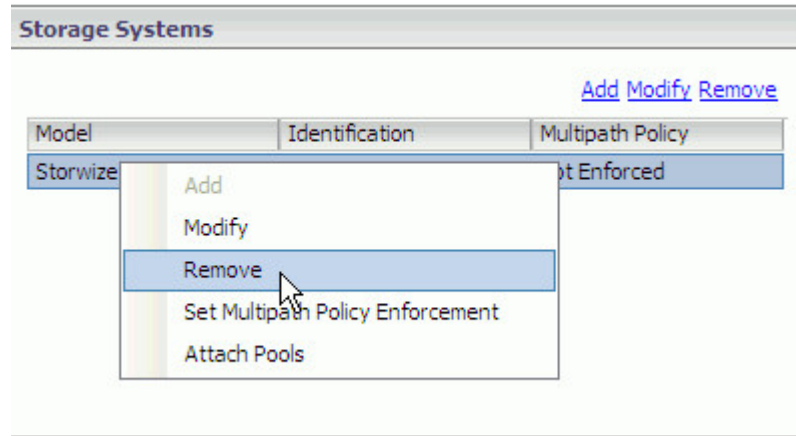 Storage Systems
Add Modify Remove
Model Identification Multipath Policy
Storwize ot Enforced
Add
Modify
Remove
Set Multipath Policy Enforcement
Attach Pools